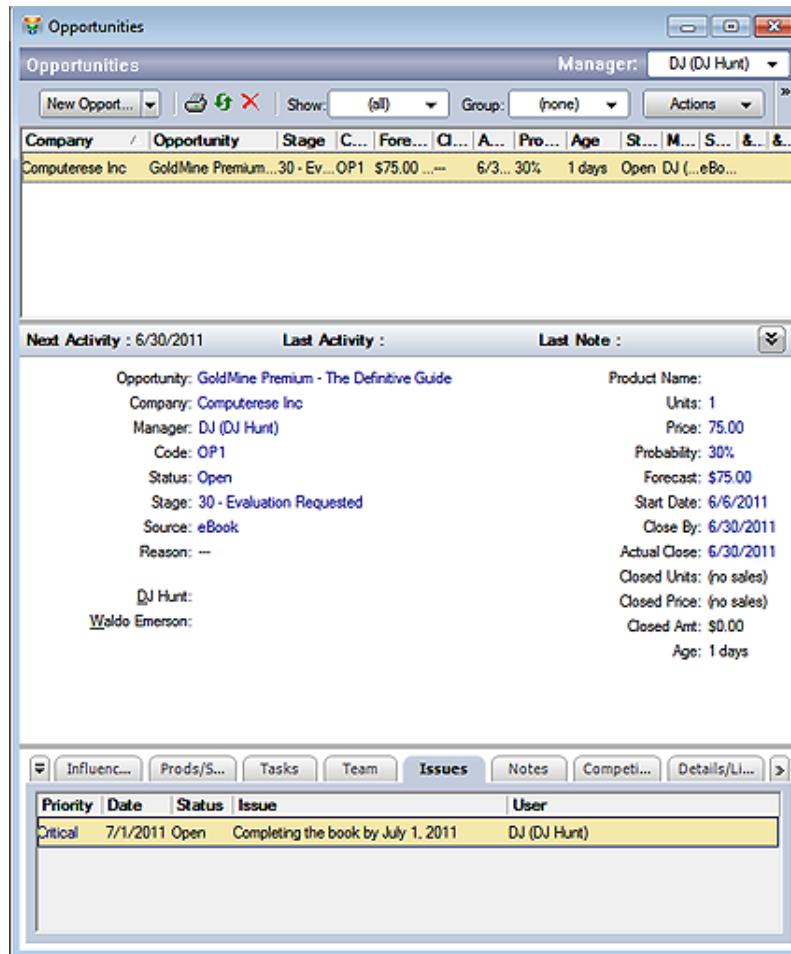 Opportunities
Opportunities Manager: DJ (DJ Hunt)
New Opport... Show: (all) Group: (none) Actions »
Company Opportunity Stage C... Fore... Cl... A... Pro... Age St... M... S... &... &..
Computerese Inc GoldMine Premium... 30 - Ev... OP1 $75.00 ... --- 6/3... 30% 1 days Open DJ (... eBo...
Next Activity : 6/30/2011 Last Activity : Last Note :
Opportunity: GoldMine Premium - The Definitive Guide Product Name:
Company: Computerese Inc Units: 1
Manager: DJ (DJ Hunt) Price: 75.00
Code: OP1 Probability: 30%
Status: Open Forecast: $75.00
Stage: 30 - Evaluation Requested Start Date: 6/6/2011
Source: eBook Close By: 6/30/2011
Reason: --- Actual Close: 6/30/2011
Closed Units: (no sales)
DJ Hunt: Closed Price: (no sales)
Waldo Emerson: Closed Amt: $0.00
Age: 1 days
Influenc... Prods/S... Tasks Team Issues Notes Competi... Details/Li...
Priority Date Status Issue User
Critical 7/1/2011 Open Completing the book by July 1, 2011 DJ (DJ Hunt)